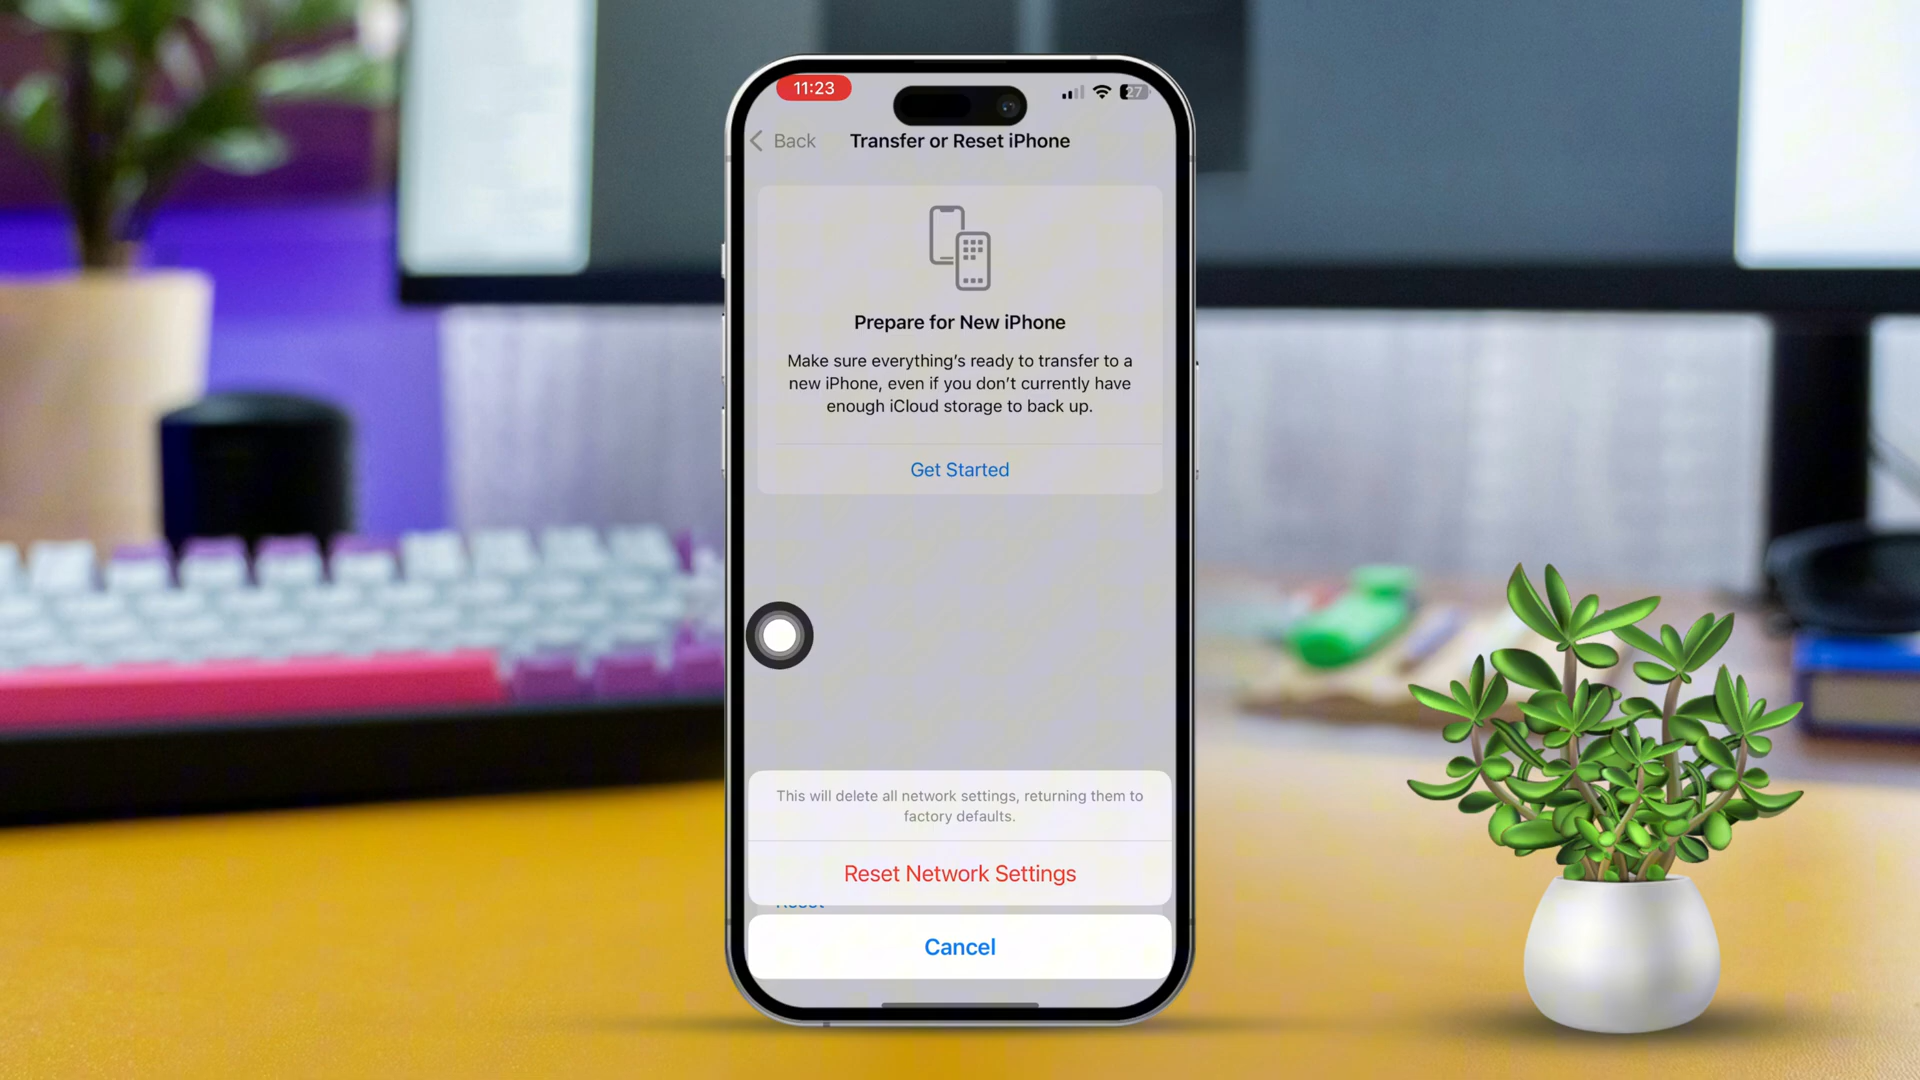 11:23
27
Back
Transfer or Reset iPhone
Prepare for New iPhone
Make sure everything's ready to transfer to a
new iPhone, even if you don't currently have
enough iCloud storage to back up.
Get Started
This will delete all network settings, returning them to
factory defaults.
Reset Network Settings
Reset
Cancel